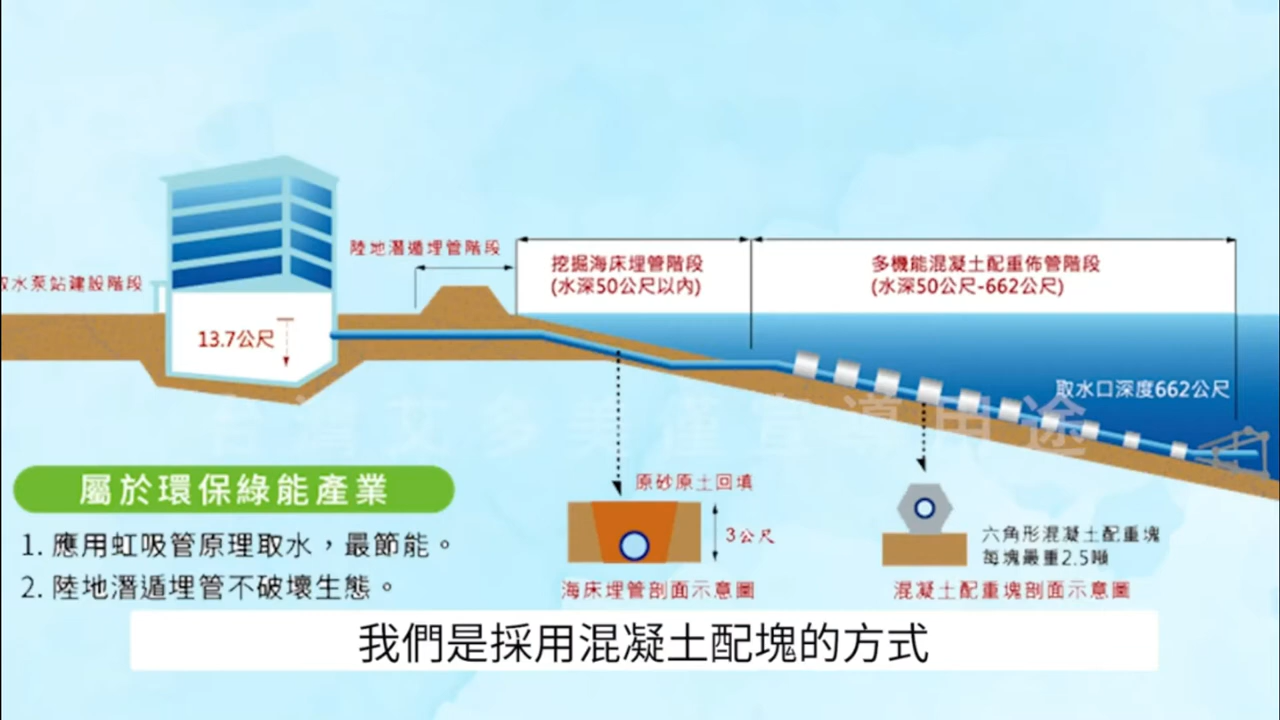 陸地潛遁埋管階段
挖掘海床埋管階段
(水深50公尺以內)
多機能混凝土配重佈管階段
(水深50公尺-662公尺)
取水泵站建設階段
13.7公尺
取水口深度662公尺
屬於環保綠能產業
1. 應用虹吸管原理取水，最節能。
2. 陸地潛遁埋管不破壞生態。
原砂原土回填
3公尺
海床埋管剖面示意圖
六角形混凝土配重塊
每塊嚴重2.5噸
混凝土配重塊剖面示意圖
我們是採用混凝土配塊的方式